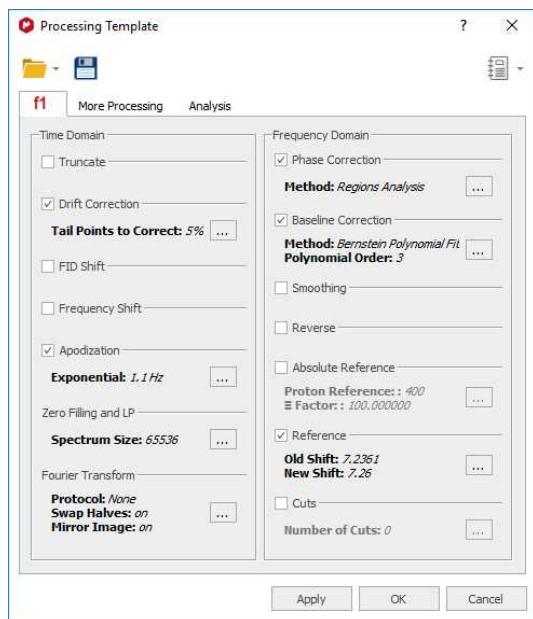 Processing Template
?
f1
More Processing
Analysis
Time Domain
Truncate
Drift Correction
Tail Points to Correct: 5%
...
FID Shift
Frequency Shift
Apodization
Exponential: 1.1 Hz
...
Zero Filling and LP
Spectrum Size: 65536
...
Fourier Transform
Protocol: None
Swap Halves: on
Mirror Image: on
...
Frequency Domain
Phase Correction
Method: Regions Analysis
...
Baseline Correction
Method: Bernstein Polynomial Fit
Polynomial Order: 3
...
Smoothing
Reverse
Absolute Reference
Proton Reference: : 400
Ξ Factor: : 100.000000
...
Reference
Old Shift: 7.2361
New Shift: 7.26
...
Cuts
Number of Cuts: 0
...
Apply
OK
Cancel